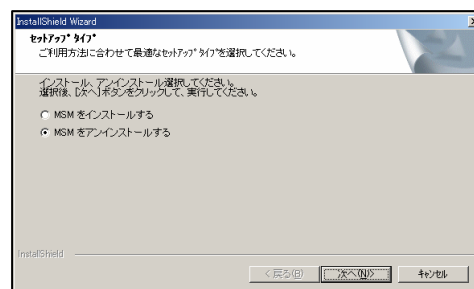 InstallShield Wizard
セットアップ タイプ
ご利用方法に合わせて最適なセットアップ タイプを選択してください。
インストール、アンインストール選択してください。
選択後、[次へ]ボタンをクリックして、実行してください。
MSM をインストールする
MSM をアンインストールする
InstallShield
< 戻る(B)
次へ(N)>
キャンセル